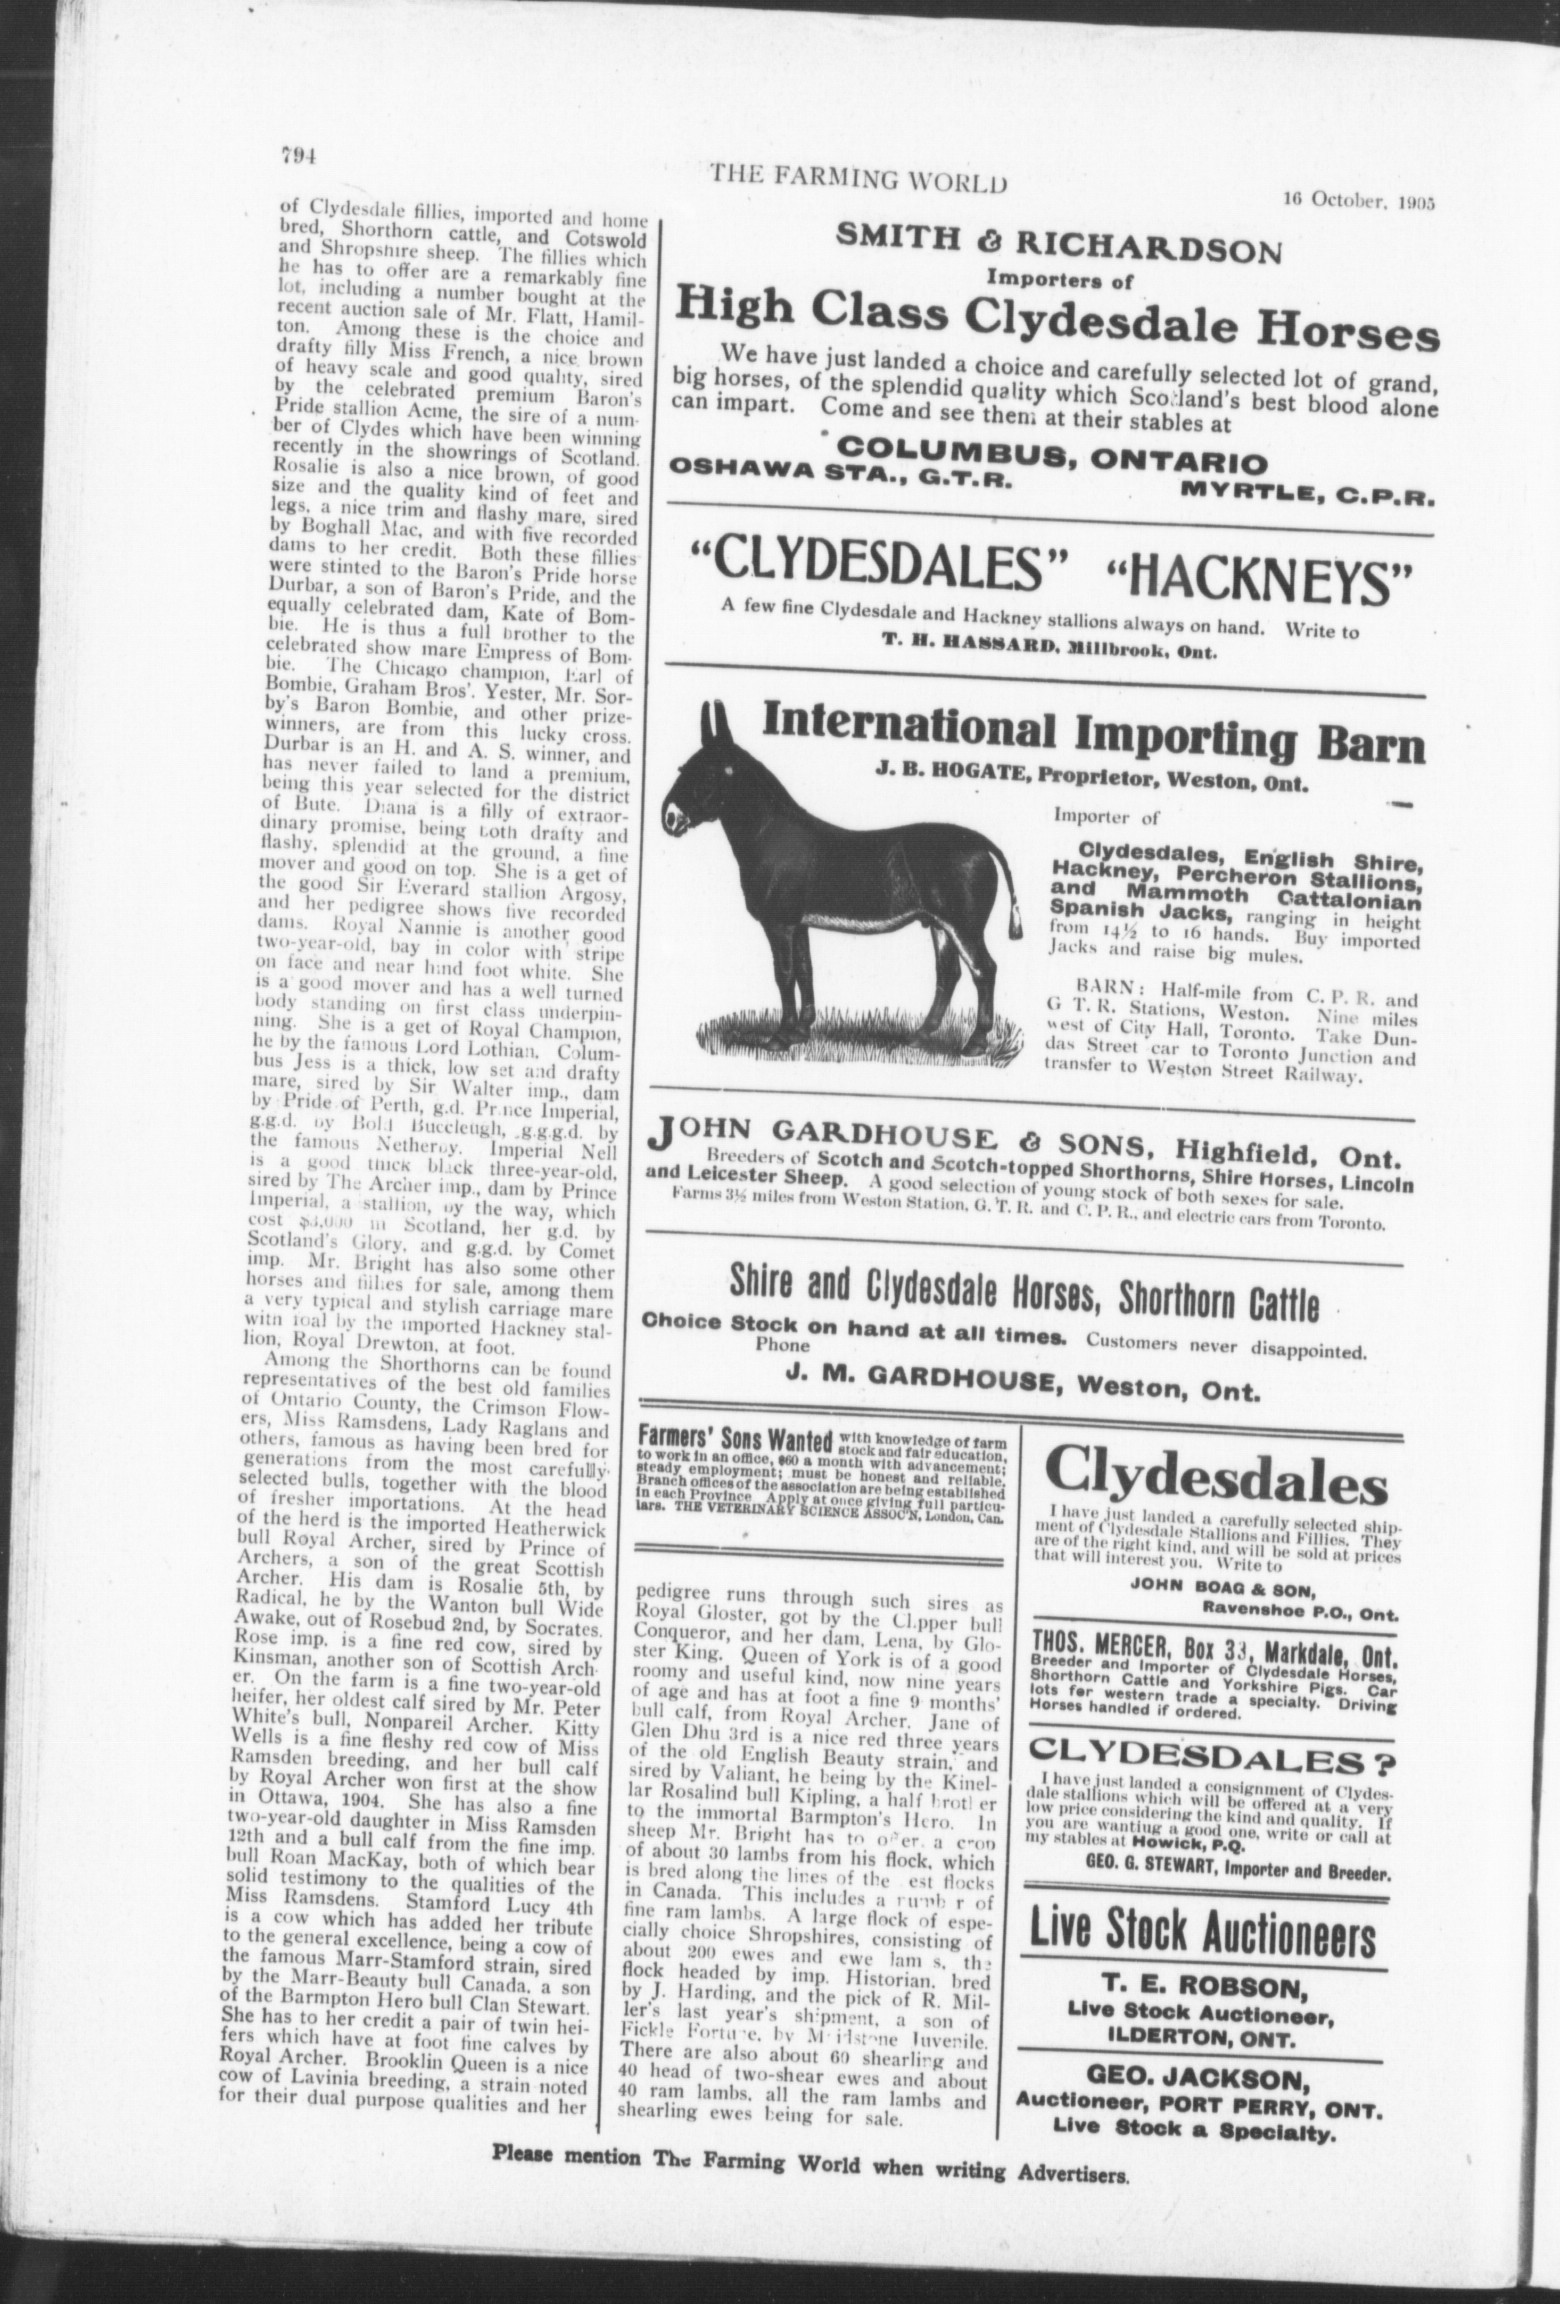 794
THE FARMING WORLD
16 October, 1905
of Clydesdale fillies, imported and home
bred, Shorthorn cattle, and Cotswold
and Shropshire sheep. The fillies which
he has to offer are a remarkably fine
lot, including a number bought at the
recent auction sale of Mr. Flatt, Hamil-
ton. Among these is the choice and
drafty filly Miss French, a nice brown
of heavy scale and good quality, sired
by the celebrated premium Baron's
Pride stallion Acme, the sire of a num-
ber of Clydes which have been winning
recently in the showrings of Scotland.
Rosalie is also a nice brown, of good
size and the quality kind of feet and
legs, a nice trim and flashy mare, sired
by Boghall Mac, and with five recorded
dams to her credit. Both these fillies
were stinted to the Baron's Pride horse
Durbar, a son of Baron's Pride, and the
equally celebrated dam, Kate of Bom-
bie. He is thus a full brother to the
celebrated show mare Empress of Bom-
bie. The Chicago champion, Earl of
Bombie, Graham Bros'. Yester, Mr. Sor-
by's Baron Bombie, and other prize-
winners, are from this lucky cross.
Durbar is an H. and A. S. winner, and
has never failed to land a premium,
being this year selected for the district
of Bute. Diana is a filly of extraor-
dinary promise, being both drafty and
flashy, splendid at the ground, a fine
mover and good on top. She is a get of
the good Sir Everard stallion Argosy,
and her pedigree shows five recorded
dams. Royal Nannie is another good
two-year-old, bay in color with stripe
on face and near hind foot white. She
is a good mover and has a well turned
body standing on first class underpin-
ning. She is a get of Royal Champion,
he by the famous Lord Lothian. Colum-
bus Jess is a thick, low set and drafty
mare, sired by Sir Walter imp., dam
by Pride of Perth, g.d. Prince Imperial,
g.g.d. by Bold Buccleugh, g.g.g.d. by
the famous Netherby. Imperial Nell
is a good thick black three-year-old,
sired by The Archer imp., dam by Prince
Imperial, a stallion, by the way, which
cost $3,000 in Scotland, her g.d. by
Scotland's Glory, and g.g.d. by Comet
imp. Mr. Bright has also some other
horses and fillies for sale, among them
a very typical and stylish carriage mare
with foal by the imported Hackney stal-
lion, Royal Drewton, at foot.
Among the Shorthorns can be found
representatives of the best old families
of Ontario County, the Crimson Flow-
ers, Miss Ramsdens, Lady Raglans and
others, famous as having been bred for
generations from the most carefully
selected bulls, together with the blood
of fresher importations. At the head
of the herd is the imported Heatherwick
bull Royal Archer, sired by Prince of
Archers, a son of the great Scottish
Archer. His dam is Rosalie 5th, by
Radical, he by the Wanton bull Wide
Awake, out of Rosebud 2nd, by Socrates.
Rose imp. is a fine red cow, sired by
Kinsman, another son of Scottish Arch-
er. On the farm is a fine two-year-old
heifer, her oldest calf sired by Mr. Peter
White's bull, Nonpareil Archer. Kitty
Wells is a fine fleshy red cow of Miss
Ramsden breeding, and her bull calf
by Royal Archer won first at the show
in Ottawa, 1904. She has also a fine
two-year-old daughter in Miss Ramsden
12th and a bull calf from the fine imp.
bull Roan MacKay, both of which bear
solid testimony to the qualities of the
Miss Ramsdens. Stamford Lucy 4th
is a cow which has added her tribute
to the general excellence, being a cow of
the famous Marr-Stamford strain, sired
by the Marr-Beauty bull Canada, a son
of the Barmpton Hero bull Clan Stewart.
She has to her credit a pair of twin hei-
fers which have at foot fine calves by
Royal Archer. Brooklin Queen is a nice
cow of Lavinia breeding, a strain noted
for their dual purpose qualities and her
SMITH & RICHARDSON
Importers of
High Class Clydesdale Horses
We have just landed a choice and carefully selected lot of grand,
big horses, of the splendid quality which Scotland's best blood alone
can impart. Come and see them at their stables at
COLUMBUS, ONTARIO
OSHAWA STA., G.T.R. MYRTLE, C.P.R.
"CLYDESDALES" "HACKNEYS"
A few fine Clydesdale and Hackney stallions always on hand. Write to
T. H. HASSARD, Millbrook, Ont.
International Importing Barn
J. B. HOGATE, Proprietor, Weston, Ont.
Importer of
Clydesdales, English Shire,
Hackney, Percheron Stallions,
and Mammoth Cattalonian
Spanish Jacks, ranging in height
from 14½ to 16 hands. Buy imported
Jacks and raise big mules.
BARN: Half-mile from C. P. R. and
G T. R. Stations, Weston. Nine miles
west of City Hall, Toronto. Take Dun-
das Street car to Toronto Junction and
transfer to Weston Street Railway.
JOHN GARDHOUSE & SONS, Highfield, Ont.
Breeders of Scotch and Scotch-topped Shorthorns, Shire Horses, Lincoln
and Leicester Sheep. A good selection of young stock of both sexes for sale.
Farms 3½ miles from Weston Station, G. T. R. and C. P. R., and electric cars from Toronto.
Shire and Clydesdale Horses, Shorthorn Cattle
Choice Stock on hand at all times. Customers never disappointed.
Phone
J. M. GARDHOUSE, Weston, Ont.
Farmers' Sons Wanted with knowledge of farm
stock and fair education,
to work in an office, $60 a month with advancement;
steady employment; must be honest and reliable.
Branch offices of the association are being established
in each Province Apply at once giving full particu-
lars. THE VETERINARY SCIENCE ASSOC'N, London, Can.
pedigree runs through such sires as
Royal Gloster, got by the Clipper bull
Conqueror, and her dam, Lena, by Glo-
ster King. Queen of York is of a good
roomy and useful kind, now nine years
of age and has at foot a fine 9 months'
bull calf, from Royal Archer. Jane of
Glen Dhu 3rd is a nice red three years
of the old English Beauty strain, and
sired by Valiant, he being by the Kinel-
lar Rosalind bull Kipling, a half brother
to the immortal Barmpton's Hero. In
sheep Mr. Bright has to offer a crop
of about 30 lambs from his flock, which
is bred along the lines of the est flocks
in Canada. This includes a numb r of
fine ram lambs. A large flock of espe-
cially choice Shropshires, consisting of
about 200 ewes and ewe lam s, the
flock headed by imp. Historian, bred
by J. Harding, and the pick of R. Mil-
ler's last year's shipment, a son of
Fickle Fortune, by Maidstone Juvenile.
There are also about 60 shearling and
40 head of two-shear ewes and about
40 ram lambs, all the ram lambs and
shearling ewes being for sale.
Clydesdales
I have just landed a carefully selected ship-
ment of Clydesdale Stallions and Fillies. They
are of the right kind, and will be sold at prices
that will interest you. Write to
JOHN BOAG & SON,
Ravenshoe P.O., Ont.
THOS. MERCER, Box 33, Markdale, Ont.
Breeder and Importer of Clydesdale Horses,
Shorthorn Cattle and Yorkshire Pigs. Car
lots for western trade a specialty. Driving
Horses handled if ordered.
CLYDESDALES?
I have just landed a consignment of Clydes-
dale stallions which will be offered at a very
low price considering the kind and quality. If
you are wanting a good one, write or call at
my stables at Howick, P.Q.
GEO. G. STEWART, Importer and Breeder.
Live Stock Auctioneers
T. E. ROBSON,
Live Stock Auctioneer,
ILDERTON, ONT.
GEO. JACKSON,
Auctioneer, PORT PERRY, ONT.
Live Stock a Specialty.
Please mention The Farming World when writing Advertisers.